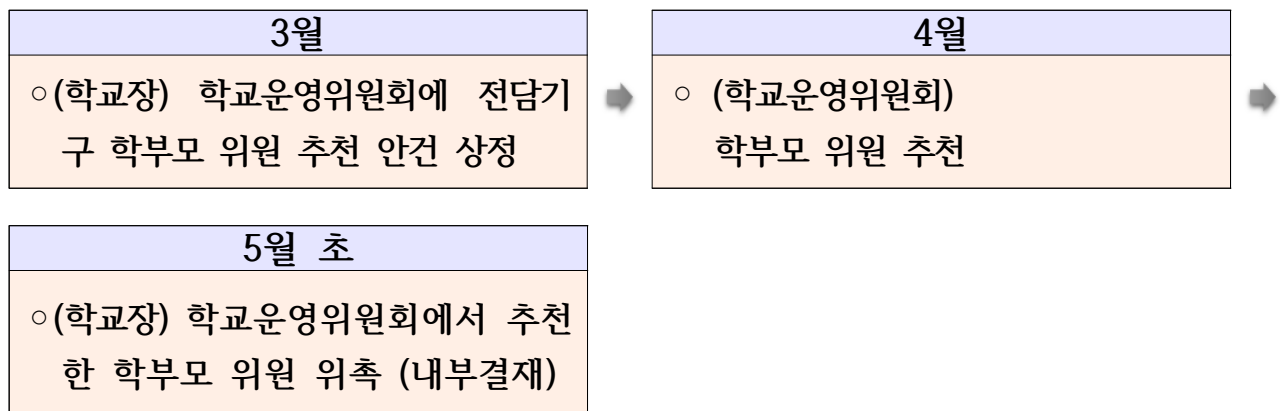 3월
○(학교장) 학교운영위원회에 전담기
구 학부모 위원 추천 안건 상정
4월
○ (학교운영위원회)
학부모 위원 추천
5월 초
○(학교장) 학교운영위원회에서 추천
한 학부모 위원 위촉 (내부결재)